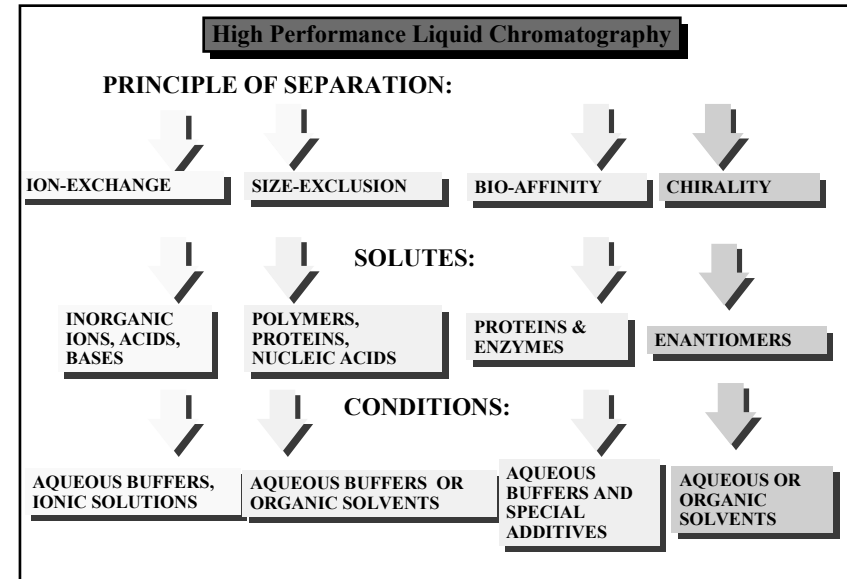 High Performance Liquid Chromatography
PRINCIPLE OF SEPARATION:
ION-EXCHANGE
SIZE-EXCLUSION
BIO-AFFINITY
CHIRALITY
SOLUTES:
INORGANIC
IONS, ACIDS,
BASES
POLYMERS,
PROTEINS,
NUCLEIC ACIDS
PROTEINS &
ENZYMES
ENANTIOMERS
CONDITIONS:
AQUEOUS BUFFERS,
IONIC SOLUTIONS
AQUEOUS BUFFERS OR
ORGANIC SOLVENTS
AQUEOUS
BUFFERS AND
SPECIAL
ADDITIVES
AQUEOUS OR
ORGANIC
SOLVENTS